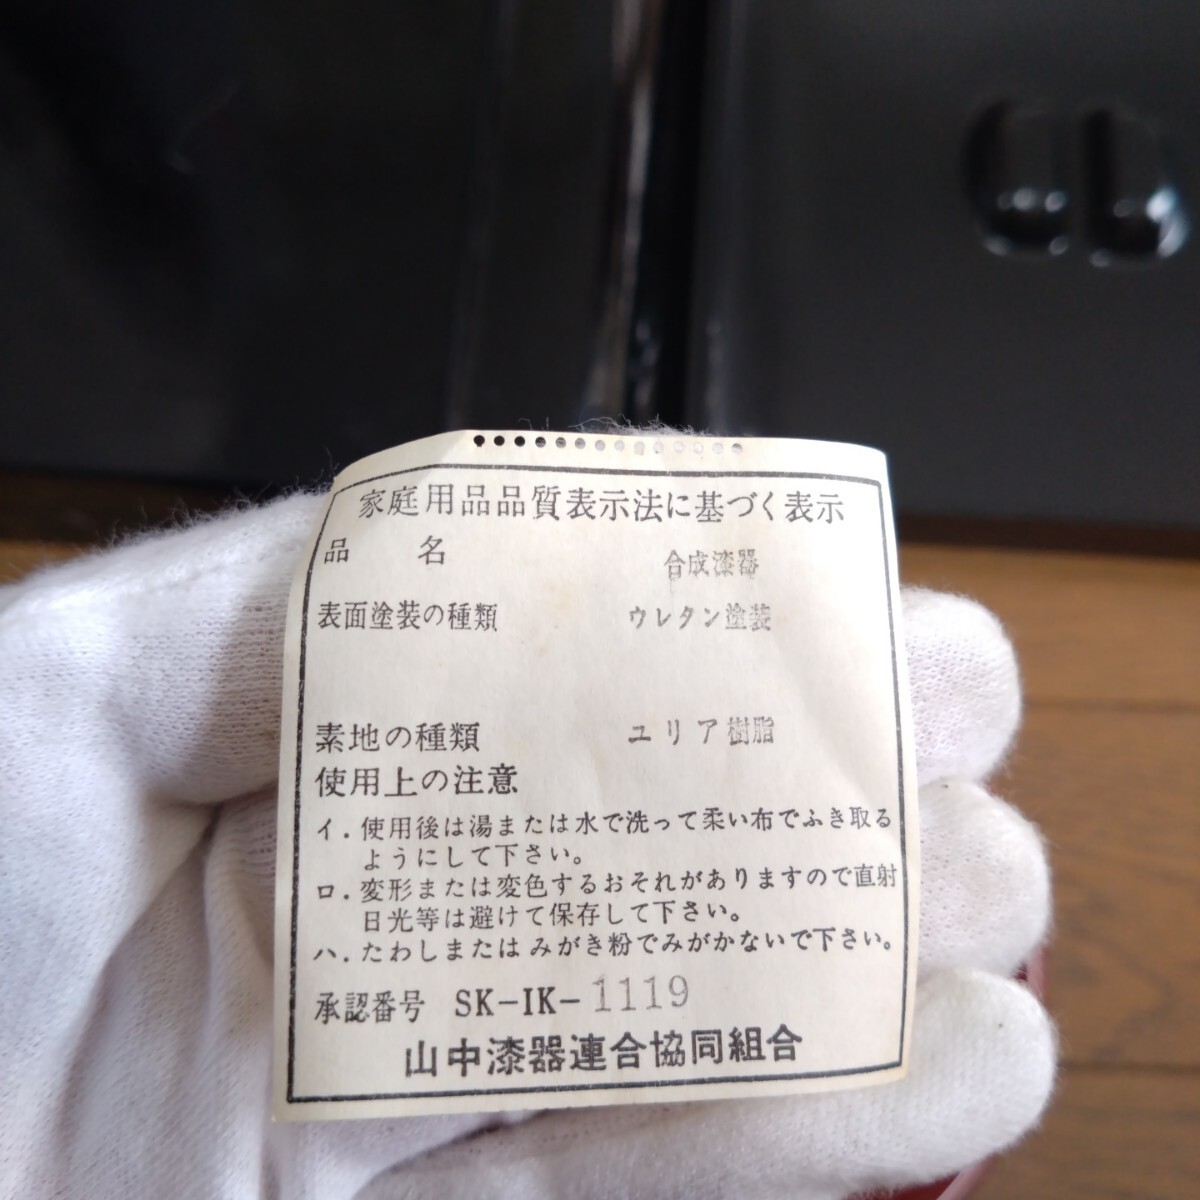 家庭用品品質表示法に基づく表示
品名 合成漆器
表面塗装の種類 ウレタン塗装
素地の種類 ユリア樹脂
使用上の注意
イ. 使用後は湯または水で洗って柔い布でふき取る
ようにして下さい。
ロ. 変形または変色するおそれがありますので直射
日光等は避けて保存して下さい。
ハ. たわしまたはみがき粉でみがかないで下さい。
承認番号 SK-IK-1119
山中漆器連合協同組合